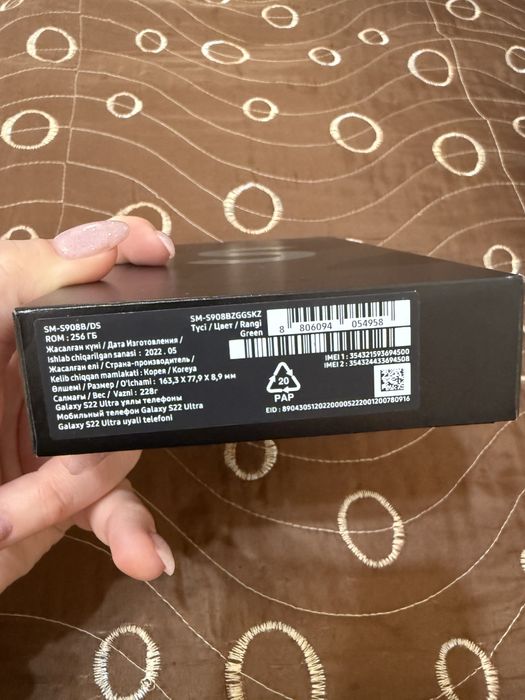 SM-S908B/DS
ROM : 256 ГБ
Жасалған күні / Дата Изготовления /
Ishlab chiqarilgan sanasi : 2022 . 05
Жасалған елі / Страна-производитель /
Kelib chiqqan mamlakati : Корея / Koreya
Өлшемі / Размер / O'lchami : 163,3 X 77,9 X 8,9 мм
Салмағы / Вес / Vazni : 228г
Galaxy S22 Ultra ұялы телефоны
Мобильный телефон Galaxy S22 Ultra
Galaxy S22 Ultra uyali telefoni
SM-S908BZGGSKZ
Түсі / Цвет / Rangi
Green
8 806094 054958
IMEI 1 : 354321593694500
IMEI 2 : 354324433694508
20
PAP
EID : 89043051202200005222001200780916